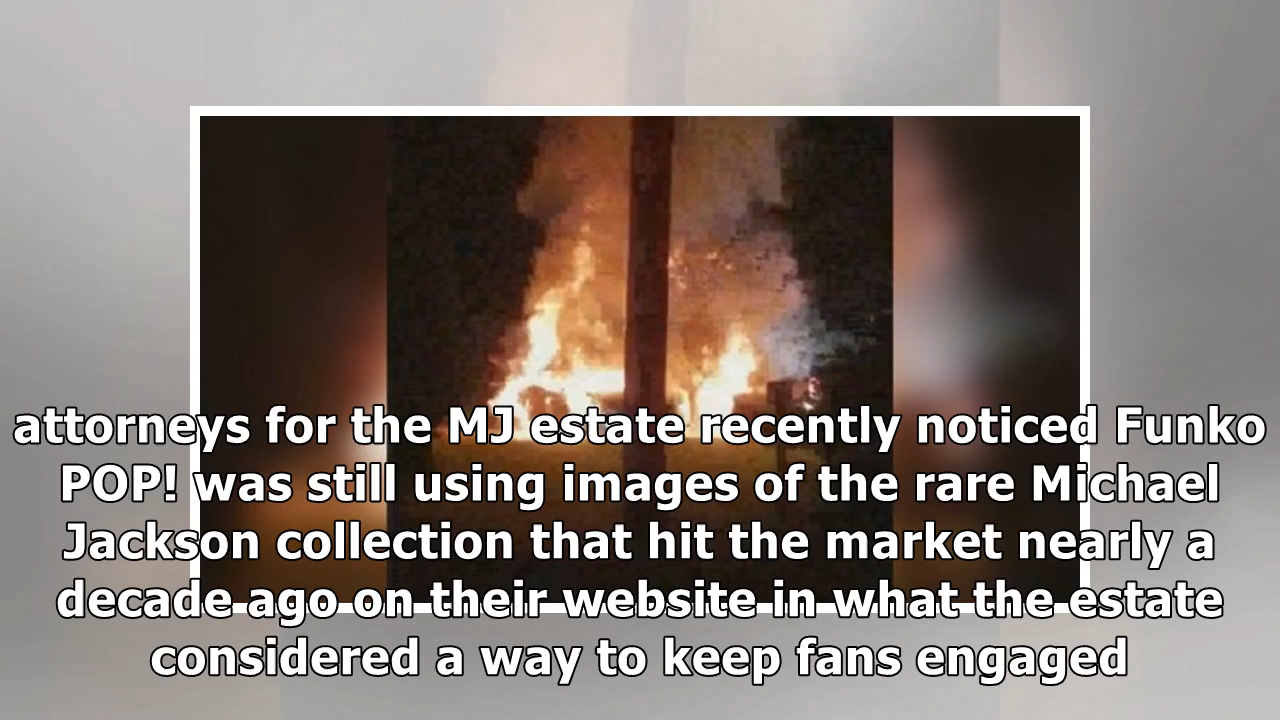 attorneys for the MJ estate recently noticed Funko
POP! was still using images of the rare Michael
Jackson collection that hit the market nearly a
decade ago on their website in what the estate
considered a way to keep fans engaged